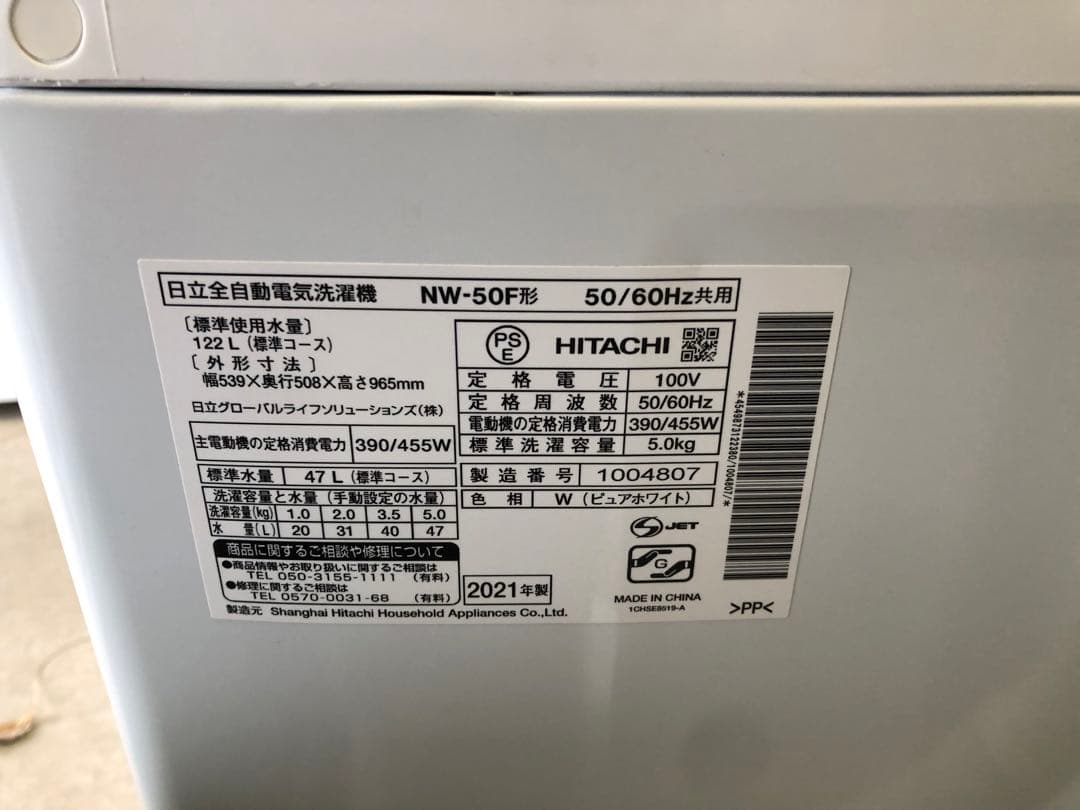 日立全自動電気洗濯機 NW-50F形 50/60Hz共用
〔標準使用水量〕
122 L (標準コース)
〔外形寸法〕
幅539×奥行508×高さ965mm
日立グローバルライフソリューションズ(株)
主電動機の定格消費電力 390/455W
標準水量 47 L (標準コース)
洗濯容量と水量 (手動設定の水量)
洗濯容量(kg) 1.0 2.0 3.5 5.0
水 量(L) 20 31 40 47
商品に関するご相談や修理について
●商品情報やお取り扱いに関するご相談は
TEL 050-3155-1111 (有料)
●修理に関するご相談は
TEL 0570-0031-68 (有料)
製造元 Shanghai Hitachi Household Appliances Co.,Ltd.
PS
E
HITACHI
定格電圧 100V
定格周波数 50/60Hz
電動機の定格消費電力 390/455W
標準洗濯容量 5.0kg
製造番号 1004807
色相 W (ピュアホワイト)
S JET
G
2021年製
MADE IN CHINA
1CHSE8519-A
>PP<
*4549873122380/1004807/*